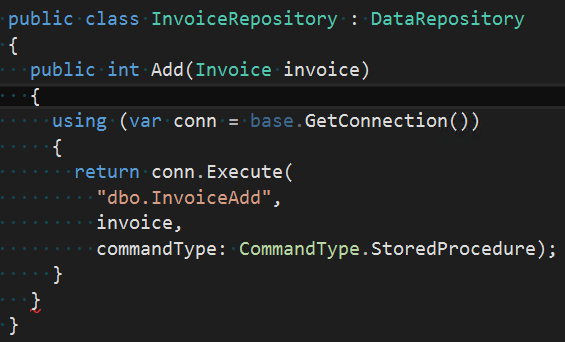 public class InvoiceRepository : DataRepository
{
  public int Add(Invoice invoice)
  {
    using (var conn = base.GetConnection())
    {
      return conn.Execute(
        "dbo.InvoiceAdd",
        invoice,
        commandType: CommandType.StoredProcedure);
    }
  }
}